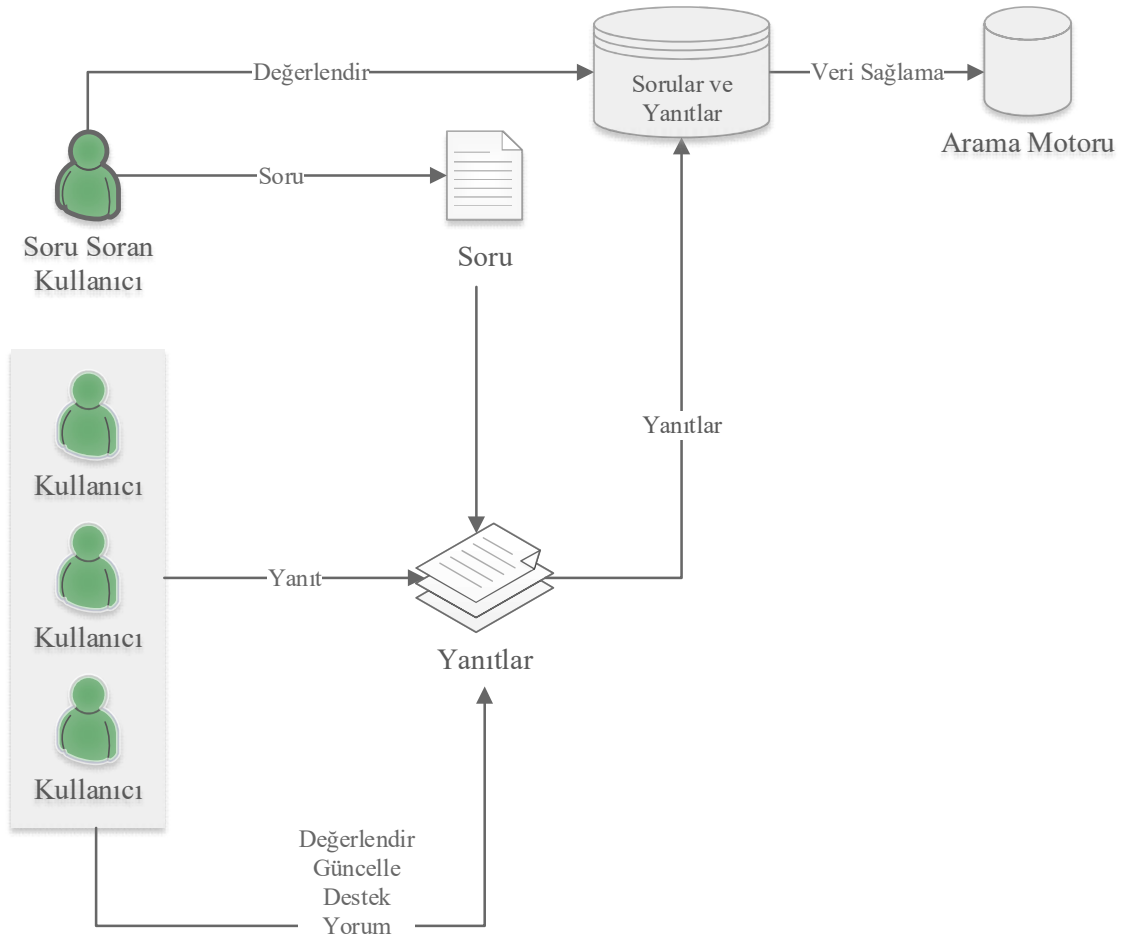 Değerlendir
Sorular ve
Yanıtlar
Veri Sağlama
Arama Motoru
Soru
Soru Soran
Kullanıcı
Soru
Kullanıcı
Yanıtlar
Kullanıcı
Yanıt
Yanıtlar
Kullanıcı
Değerlendir
Güncelle
Destek
Yorum